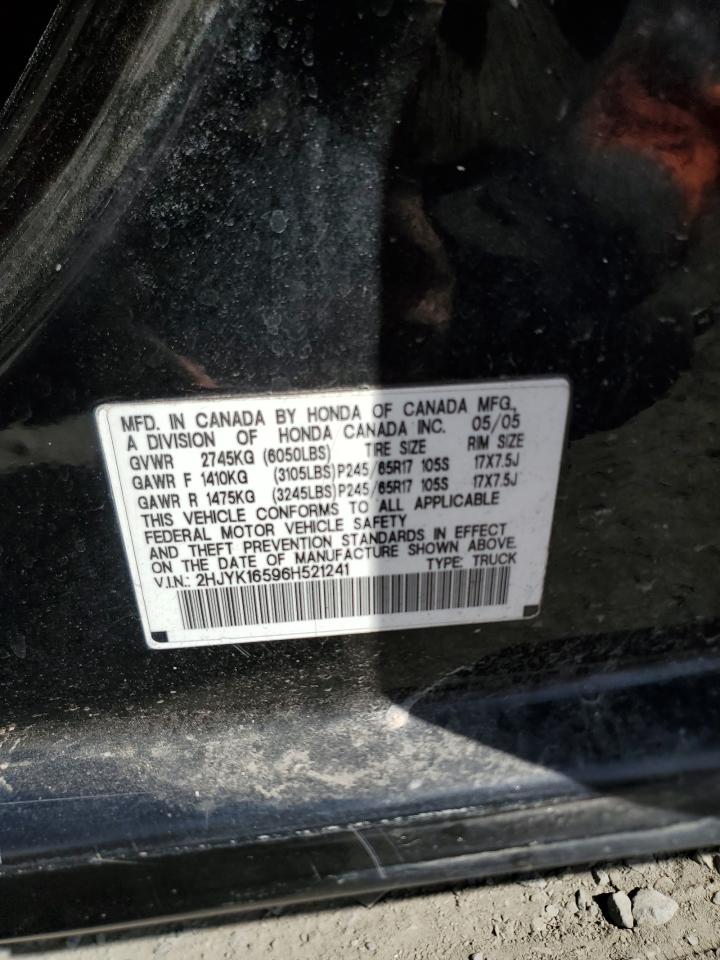 MFD. IN CANADA BY HONDA OF CANADA MFG.,
A DIVISION OF HONDA CANADA INC. 05/05
GVWR 2745KG (6050LBS) TIRE SIZE RIM SIZE
GAWR F 1410KG (3105LBS) P245/65R17 105S 17X7.5J
GAWR R 1475KG (3245LBS) P245/65R17 105S 17X7.5J
THIS VEHICLE CONFORMS TO ALL APPLICABLE
FEDERAL MOTOR VEHICLE SAFETY
AND THEFT PREVENTION STANDARDS IN EFFECT
ON THE DATE OF MANUFACTURE SHOWN ABOVE.
V.I.N.: 2HJYK16596H521241 TYPE: TRUCK